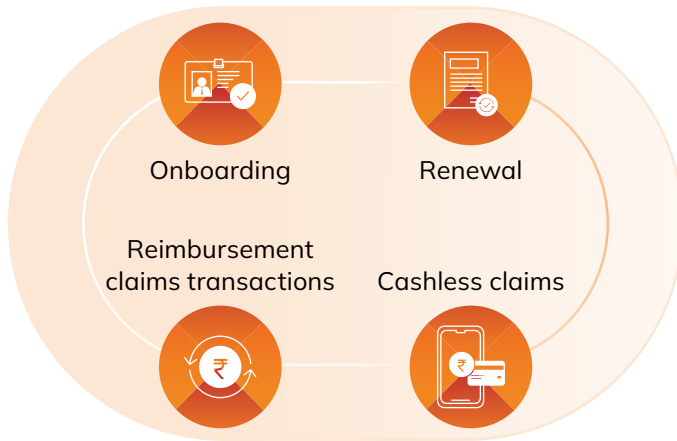 Onboarding
Renewal
Reimbursement
claims transactions
Cashless claims
₹
₹